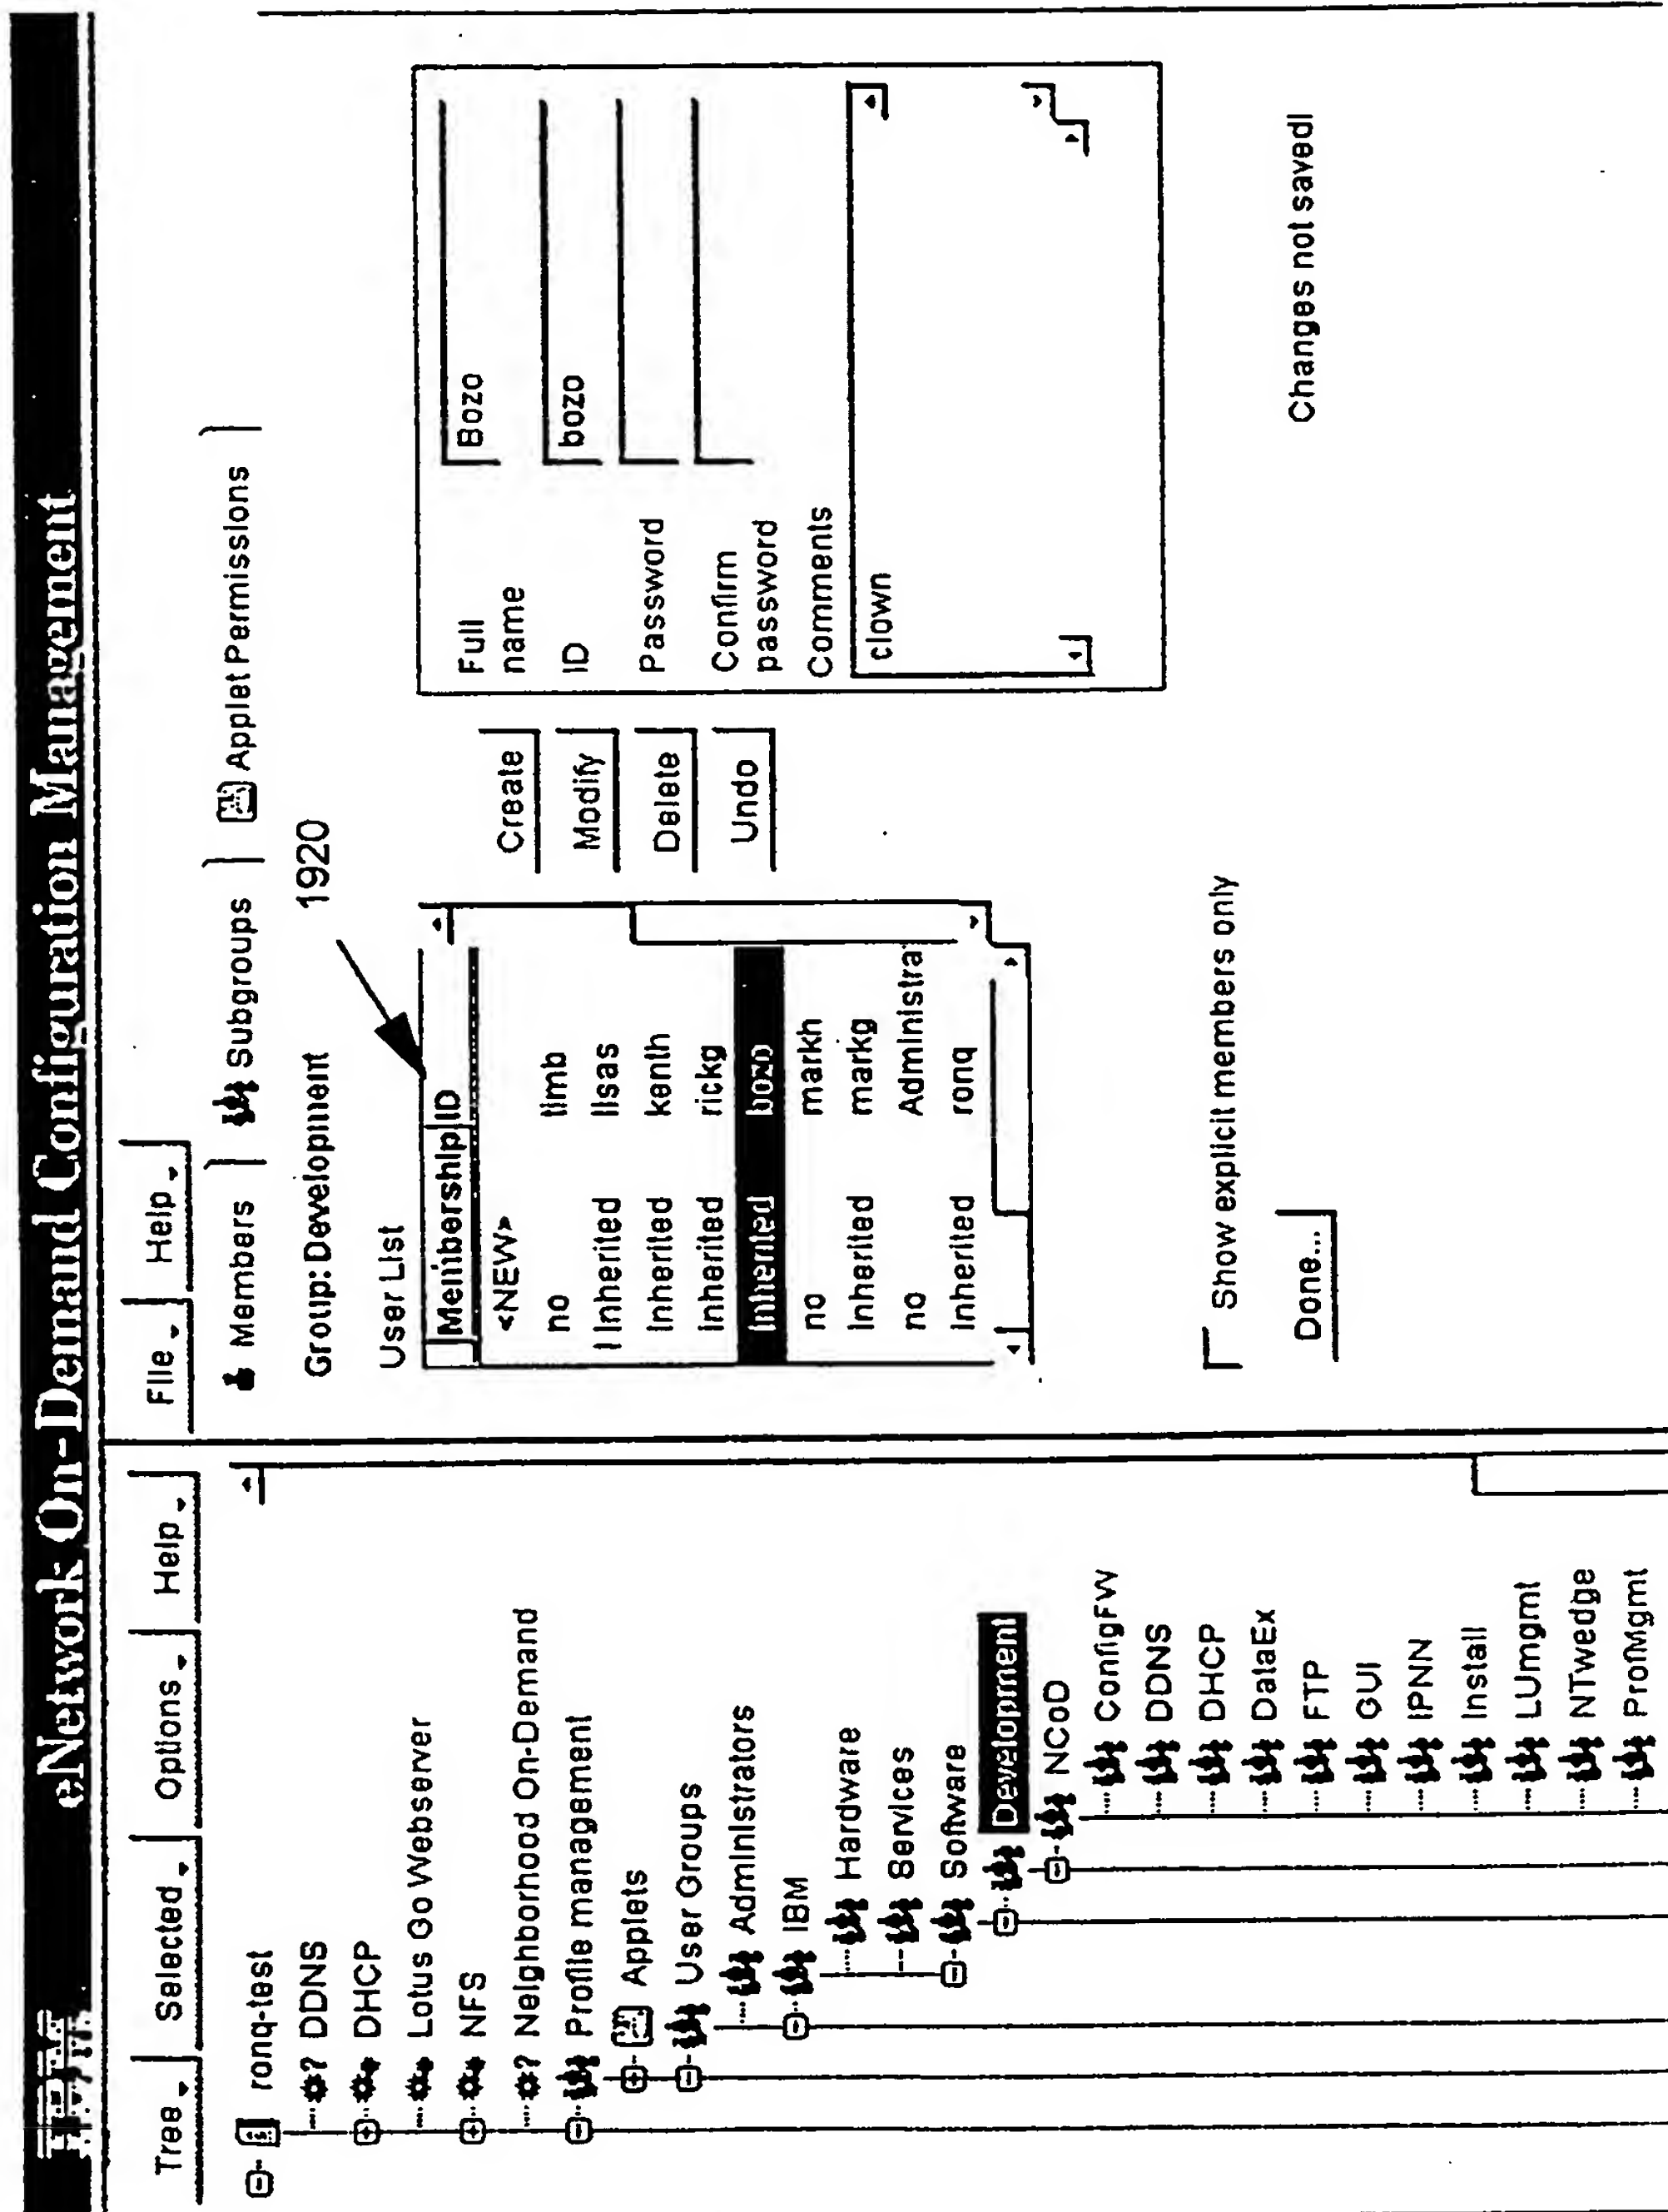 IBM eNetwork On-Demand Configuration Management
Tree Selected Options Help
ronq-test
? DDNS
DHCP
Lotus Go Webserver
NFS
? Neighborhood On-Demand
Profile management
Applets
User Groups
Administrators
IBM
Hardware
Services
Software
Development
NCoD
ConfigFW
DDNS
DHCP
DataEx
FTP
GUI
IPNN
Install
LUmgmt
NTwedge
ProfMgmt
File Help
Members Subgroups Applet Permissions
Group: Development
1920
User List
Membership ID
<NEW>
no timb
Inherited lisas
Inherited kenth
Inherited rickg
Inherited bozo
no markh
Inherited markg
no Administra
Inherited ronq
Show explicit members only
Done...
Create
Modify
Delete
Undo
Full name Bozo
ID bozo
Password
Confirm password
Comments
clown
Changes not saved!